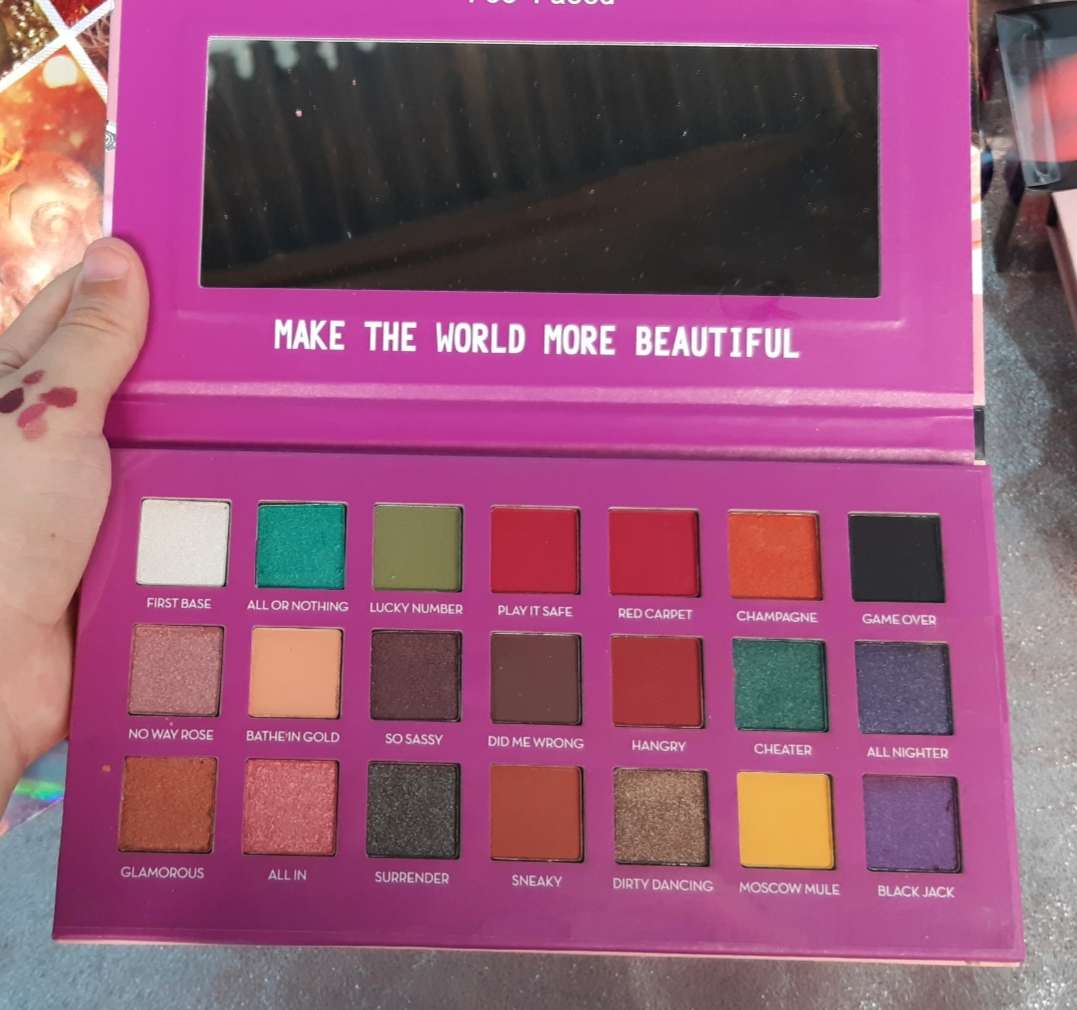 MAKE THE WORLD MORE BEAUTIFUL
FIRST BASE
ALL OR NOTHING
LUCKY NUMBER
PLAY IT SAFE
RED CARPET
CHAMPAGNE
GAME OVER
NO WAY ROSE
BATHE'IN GOLD
SO SASSY
DID ME WRONG
HANGRY
CHEATER
ALL NIGHTER
GLAMOROUS
ALL IN
SURRENDER
SNEAKY
DIRTY DANCING
MOSCOW MULE
BLACK JACK